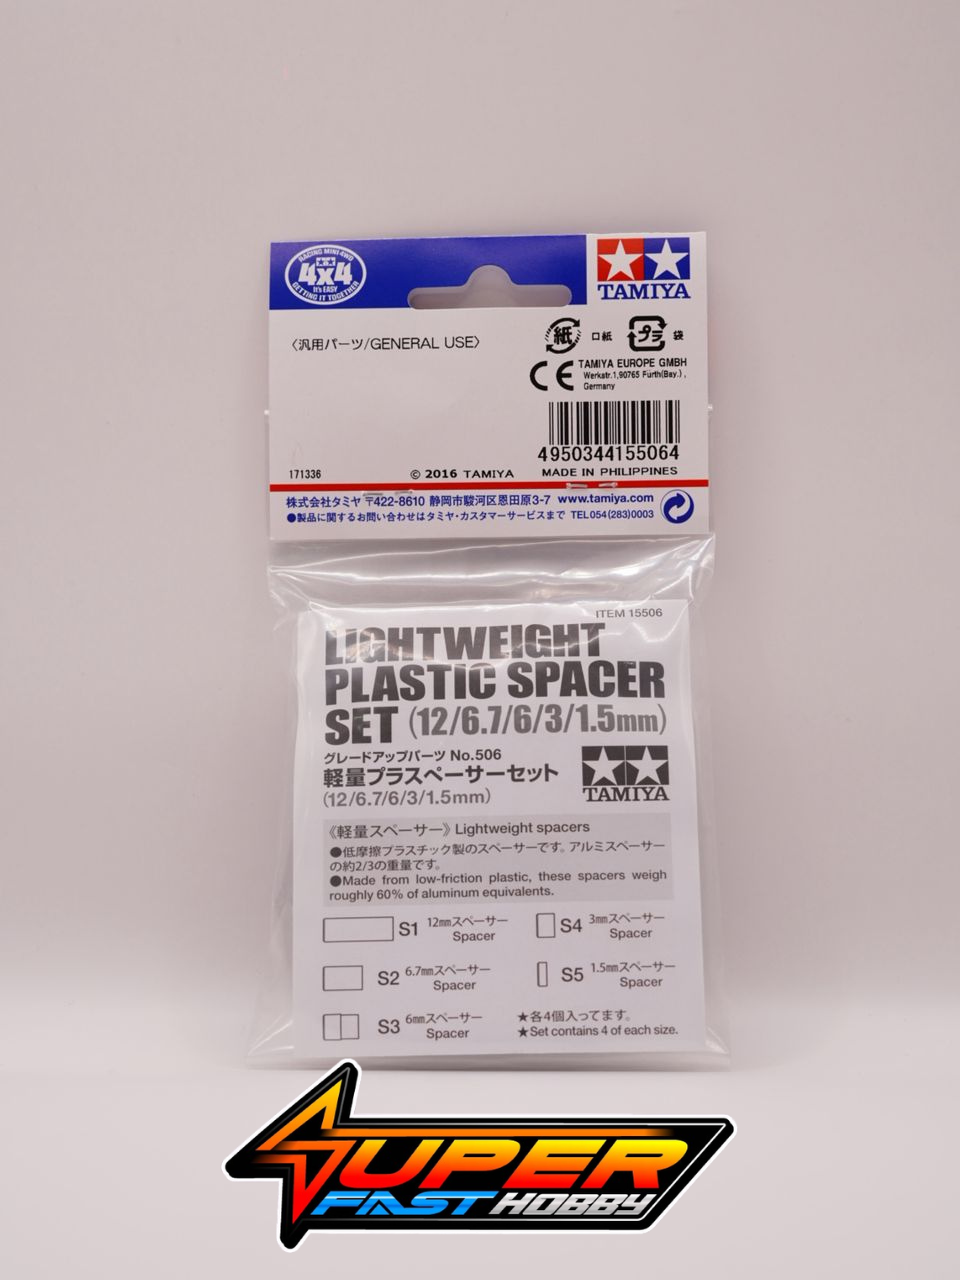 RACING MINI 4WD
4x4
It's EASY
GETTING IT TOGETHER
TAMIYA
〈汎用パーツ/GENERAL USE〉
紙 口紙 プラ 袋
CE TAMIYA EUROPE GMBH
Werkstr.1,90765 Fürth(Bay.) ,
Germany
4950344155064
171336 © 2016 TAMIYA MADE IN PHILIPPINES
株式会社タミヤ 〒422-8610 静岡市駿河区恩田原3-7 www.tamiya.com
●製品に関するお問い合わせはタミヤ・カスタマーサービスまで TEL054(283)0003
ITEM 15506
LIGHTWEIGHT
PLASTIC SPACER
SET (12/6.7/6/3/1.5mm)
グレードアップパーツ No.506
軽量プラスペーサーセット
(12/6.7/6/3/1.5mm)
TAMIYA
《軽量スペーサー》Lightweight spacers
●低摩擦プラスチック製のスペーサーです。アルミスペーサー
の約2/3の重量です。
●Made from low-friction plastic, these spacers weigh
roughly 60% of aluminum equivalents.
S1 12mmスペーサー
Spacer
S4 3mmスペーサー
Spacer
S2 6.7mmスペーサー
Spacer
S5 1.5mmスペーサー
Spacer
S3 6mmスペーサー
Spacer
★各4個入ってます。
★Set contains 4 of each size.
SUPER
FAST HOBBY